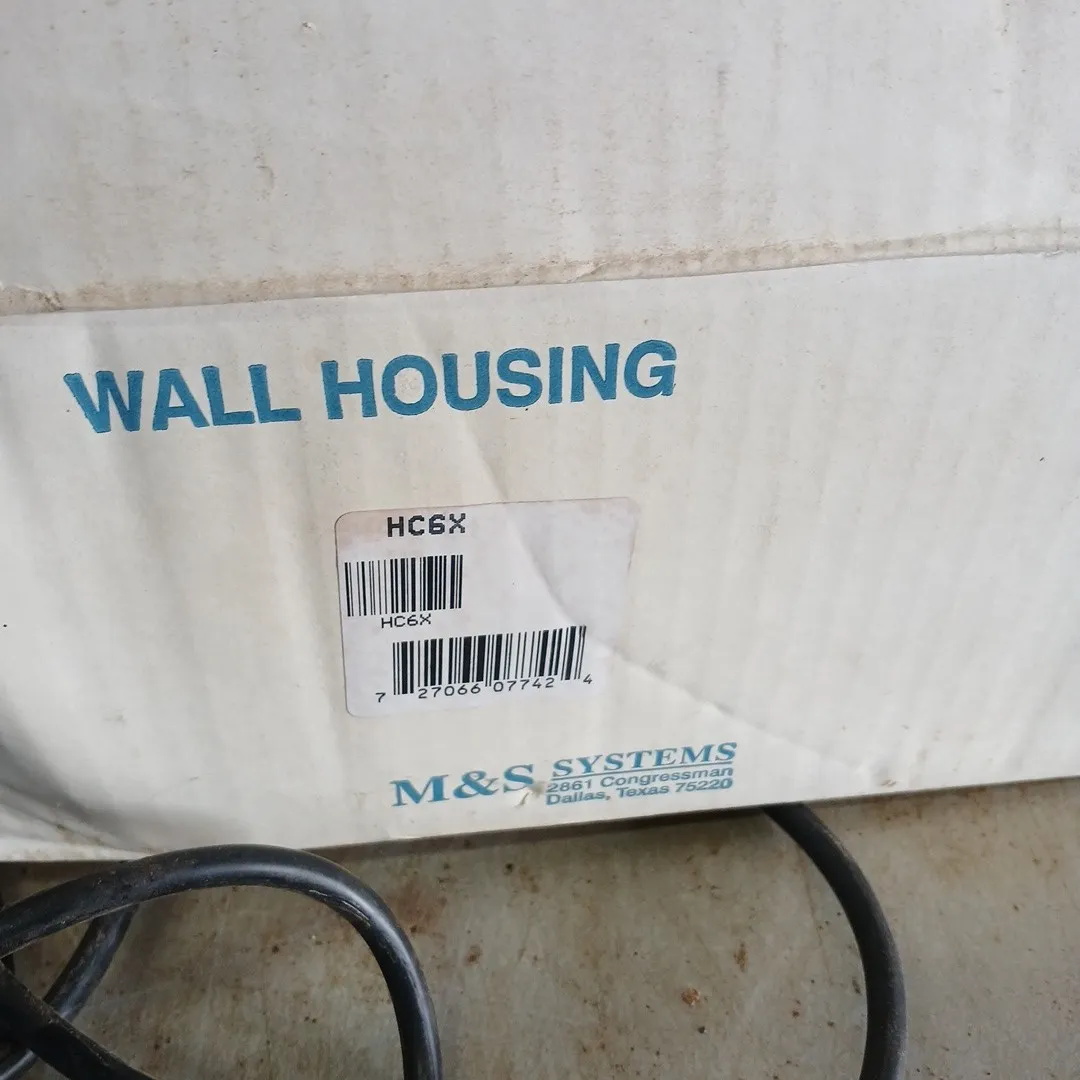 WALL HOUSING
HC6X
HC6X
7 27066 07742 4
M&S SYSTEMS
2861 Congressman
Dallas, Texas 75220